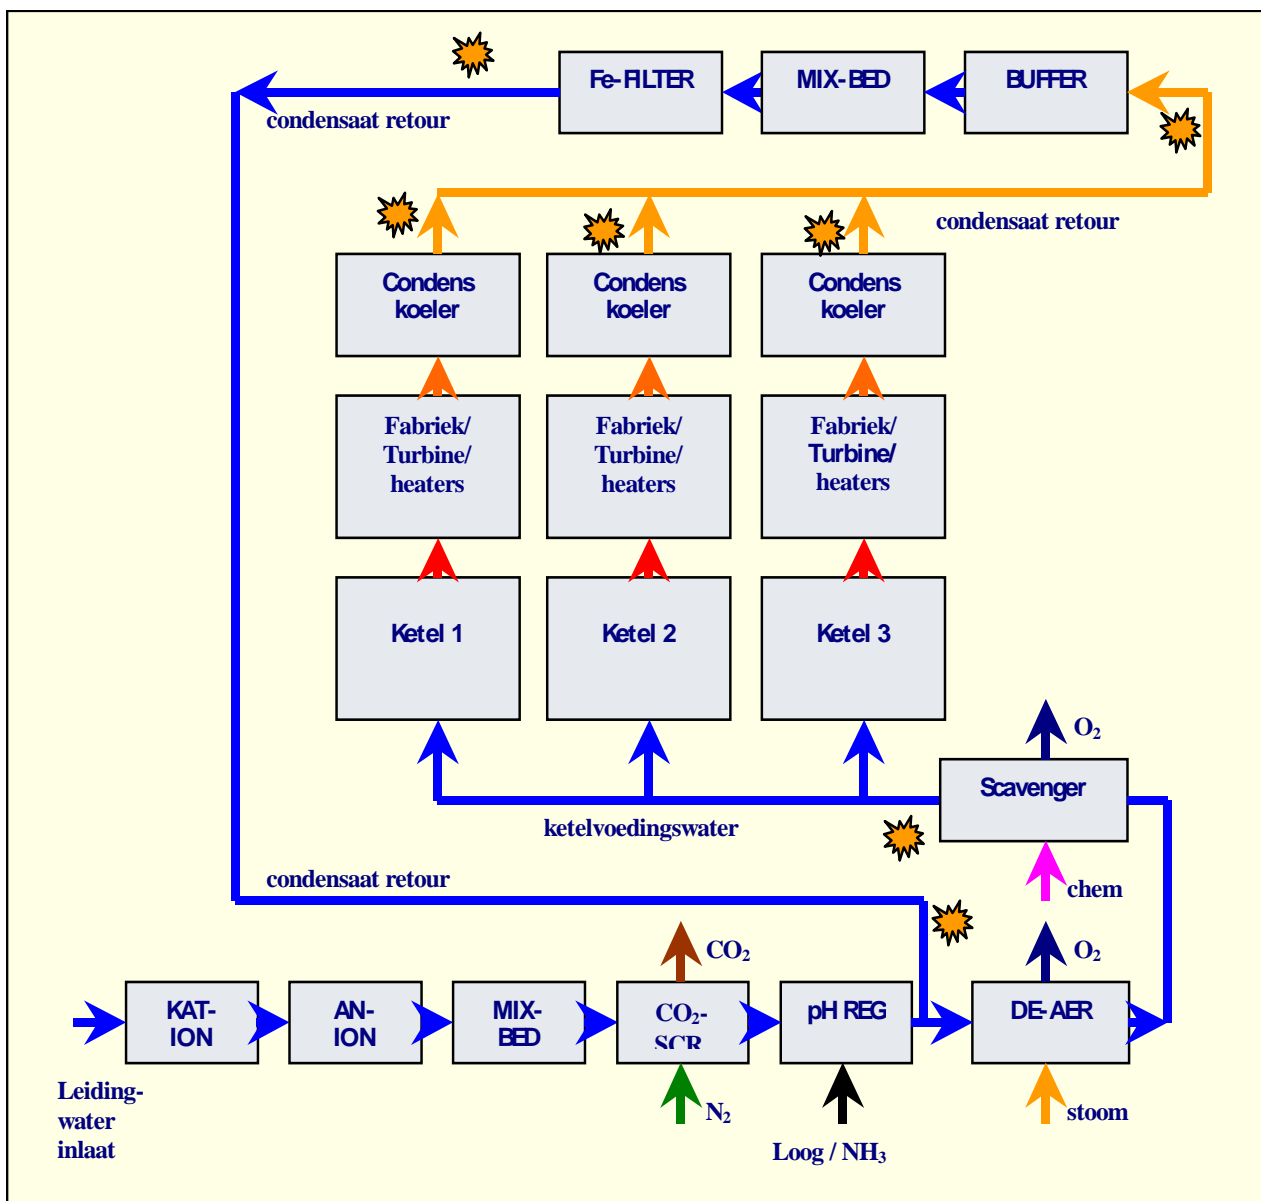 Fe-FILTER
MIX-BED
BUFFER
condensaat retour
condensaat retour
Condens
koeler
Condens
koeler
Condens
koeler
Fabriek/
Turbine/
heaters
Fabriek/
Turbine/
heaters
Fabriek/
Turbine/
heaters
Ketel 1
Ketel 2
Ketel 3
O₂
Scavenger
ketelvoedingswater
condensaat retour
chem
CO₂
O₂
KAT-
ION
AN-
ION
MIX-
BED
CO₂-
SCR
pH REG
DE-AER
Leiding-
water
inlaat
N₂
Loog / NH₃
stoom